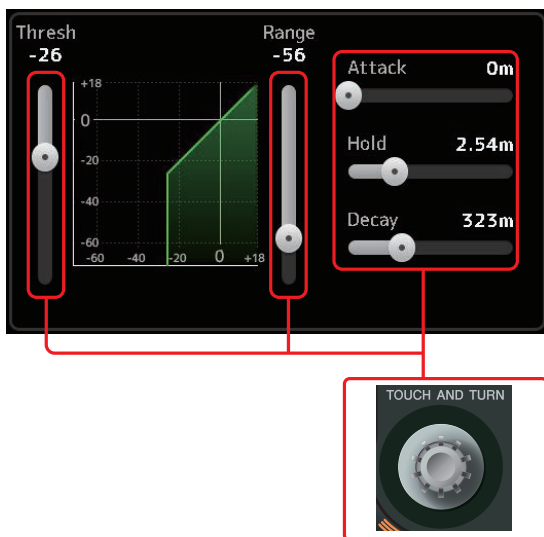 Thresh
-26
Range
-56
+18
0
-20
-40
-60
-60 -40 -20 0 +18
Attack 0m
Hold 2.54m
Decay 323m
TOUCH AND TURN